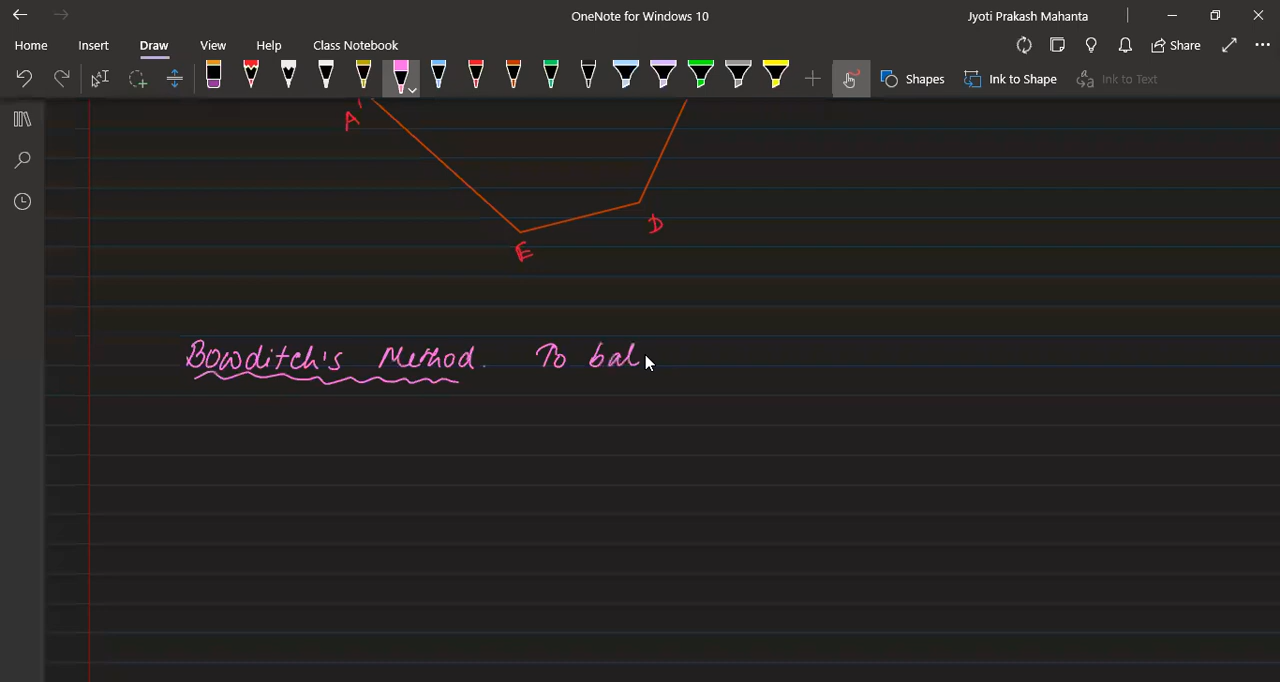 OneNote for Windows 10
Jyoti Prakash Mahanta
Home Insert Draw View Help Class Notebook
Share
Shapes Ink to Shape Ink to Text
A
D
E
Bowditch's Method. To bal